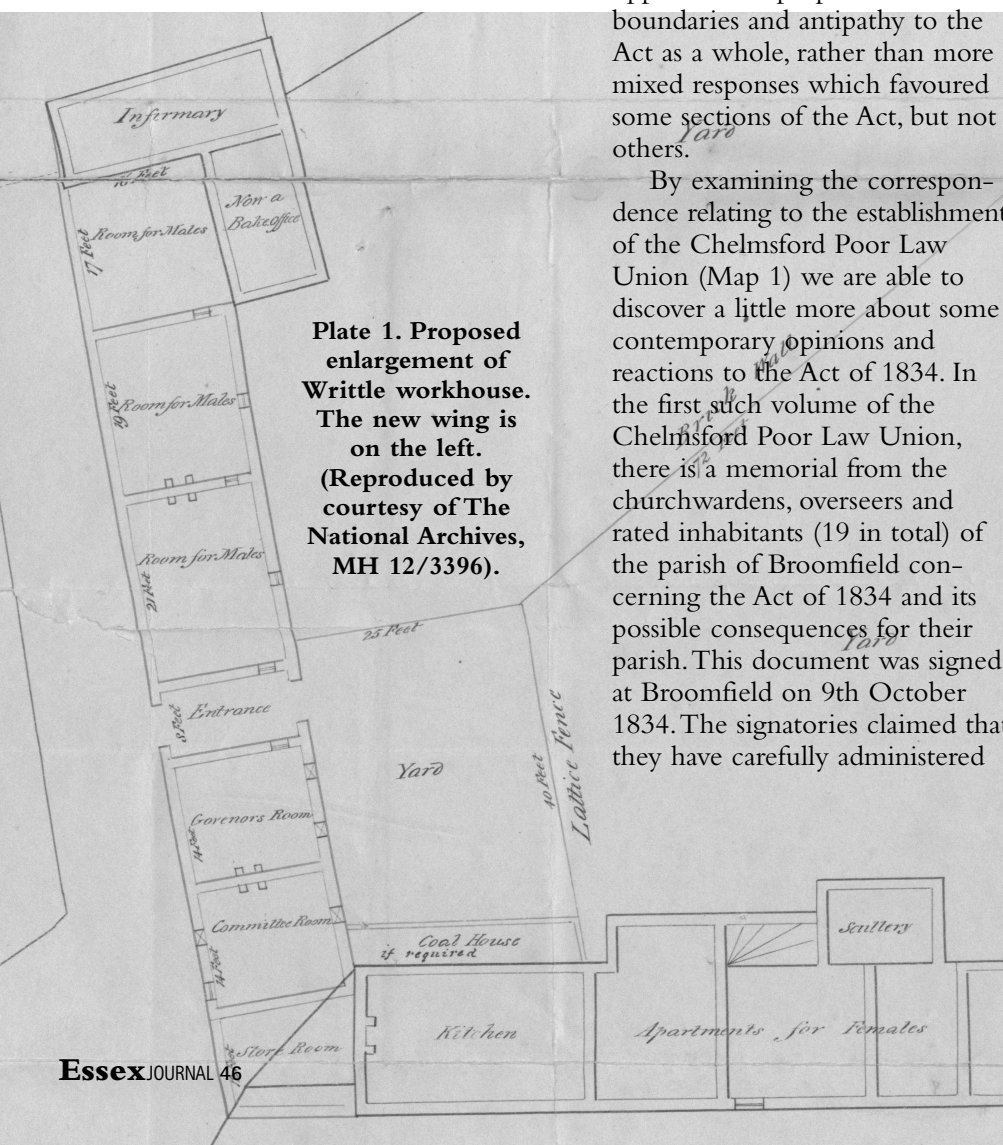 boundaries and antipathy to the
Act as a whole, rather than more
mixed responses which favoured
some sections of the Act, but not
others.
By examining the correspon-
dence relating to the establishment
of the Chelmsford Poor Law
Union (Map 1) we are able to
discover a little more about some
contemporary opinions and
reactions to the Act of 1834. In
the first such volume of the
Chelmsford Poor Law Union,
there is a memorial from the
churchwardens, overseers and
rated inhabitants (19 in total) of
the parish of Broomfield con-
cerning the Act of 1834 and its
possible consequences for their
parish. This document was signed
at Broomfield on 9th October
1834. The signatories claimed that
they have carefully administered
Plate 1. Proposed
enlargement of
Writtle workhouse.
The new wing is
on the left.
(Reproduced by
courtesy of The
National Archives,
MH 12/3396).
Infirmary
16 Feet
Now a
Bakeoffice
17 Feet
Room for Males
19 Feet
Room for Males
Room for Males
21 Feet
Entrance
8 Feet
Govenors Room
14 Feet
Committee Room
14 Feet
Store Room
25 Feet
Yard
40 Feet
Lattice Fence
Coal House
if required
Kitchen
Apartments for Females
Scullery
Yard
Brick Wall
72 Feet
Yard
Essex JOURNAL 46